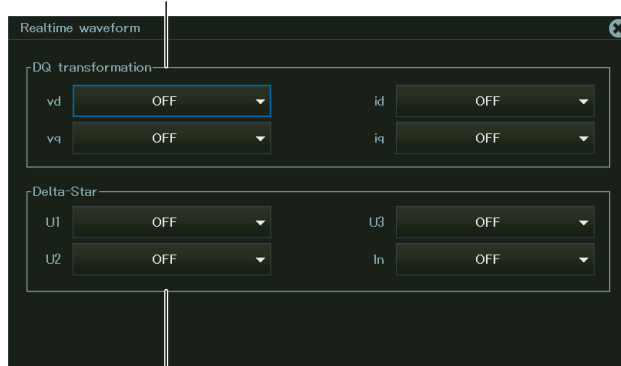 Realtime waveform
DQ transformation
vd OFF id OFF
vq OFF iq OFF
Delta-Star
U1 OFF U3 OFF
U2 OFF In OFF